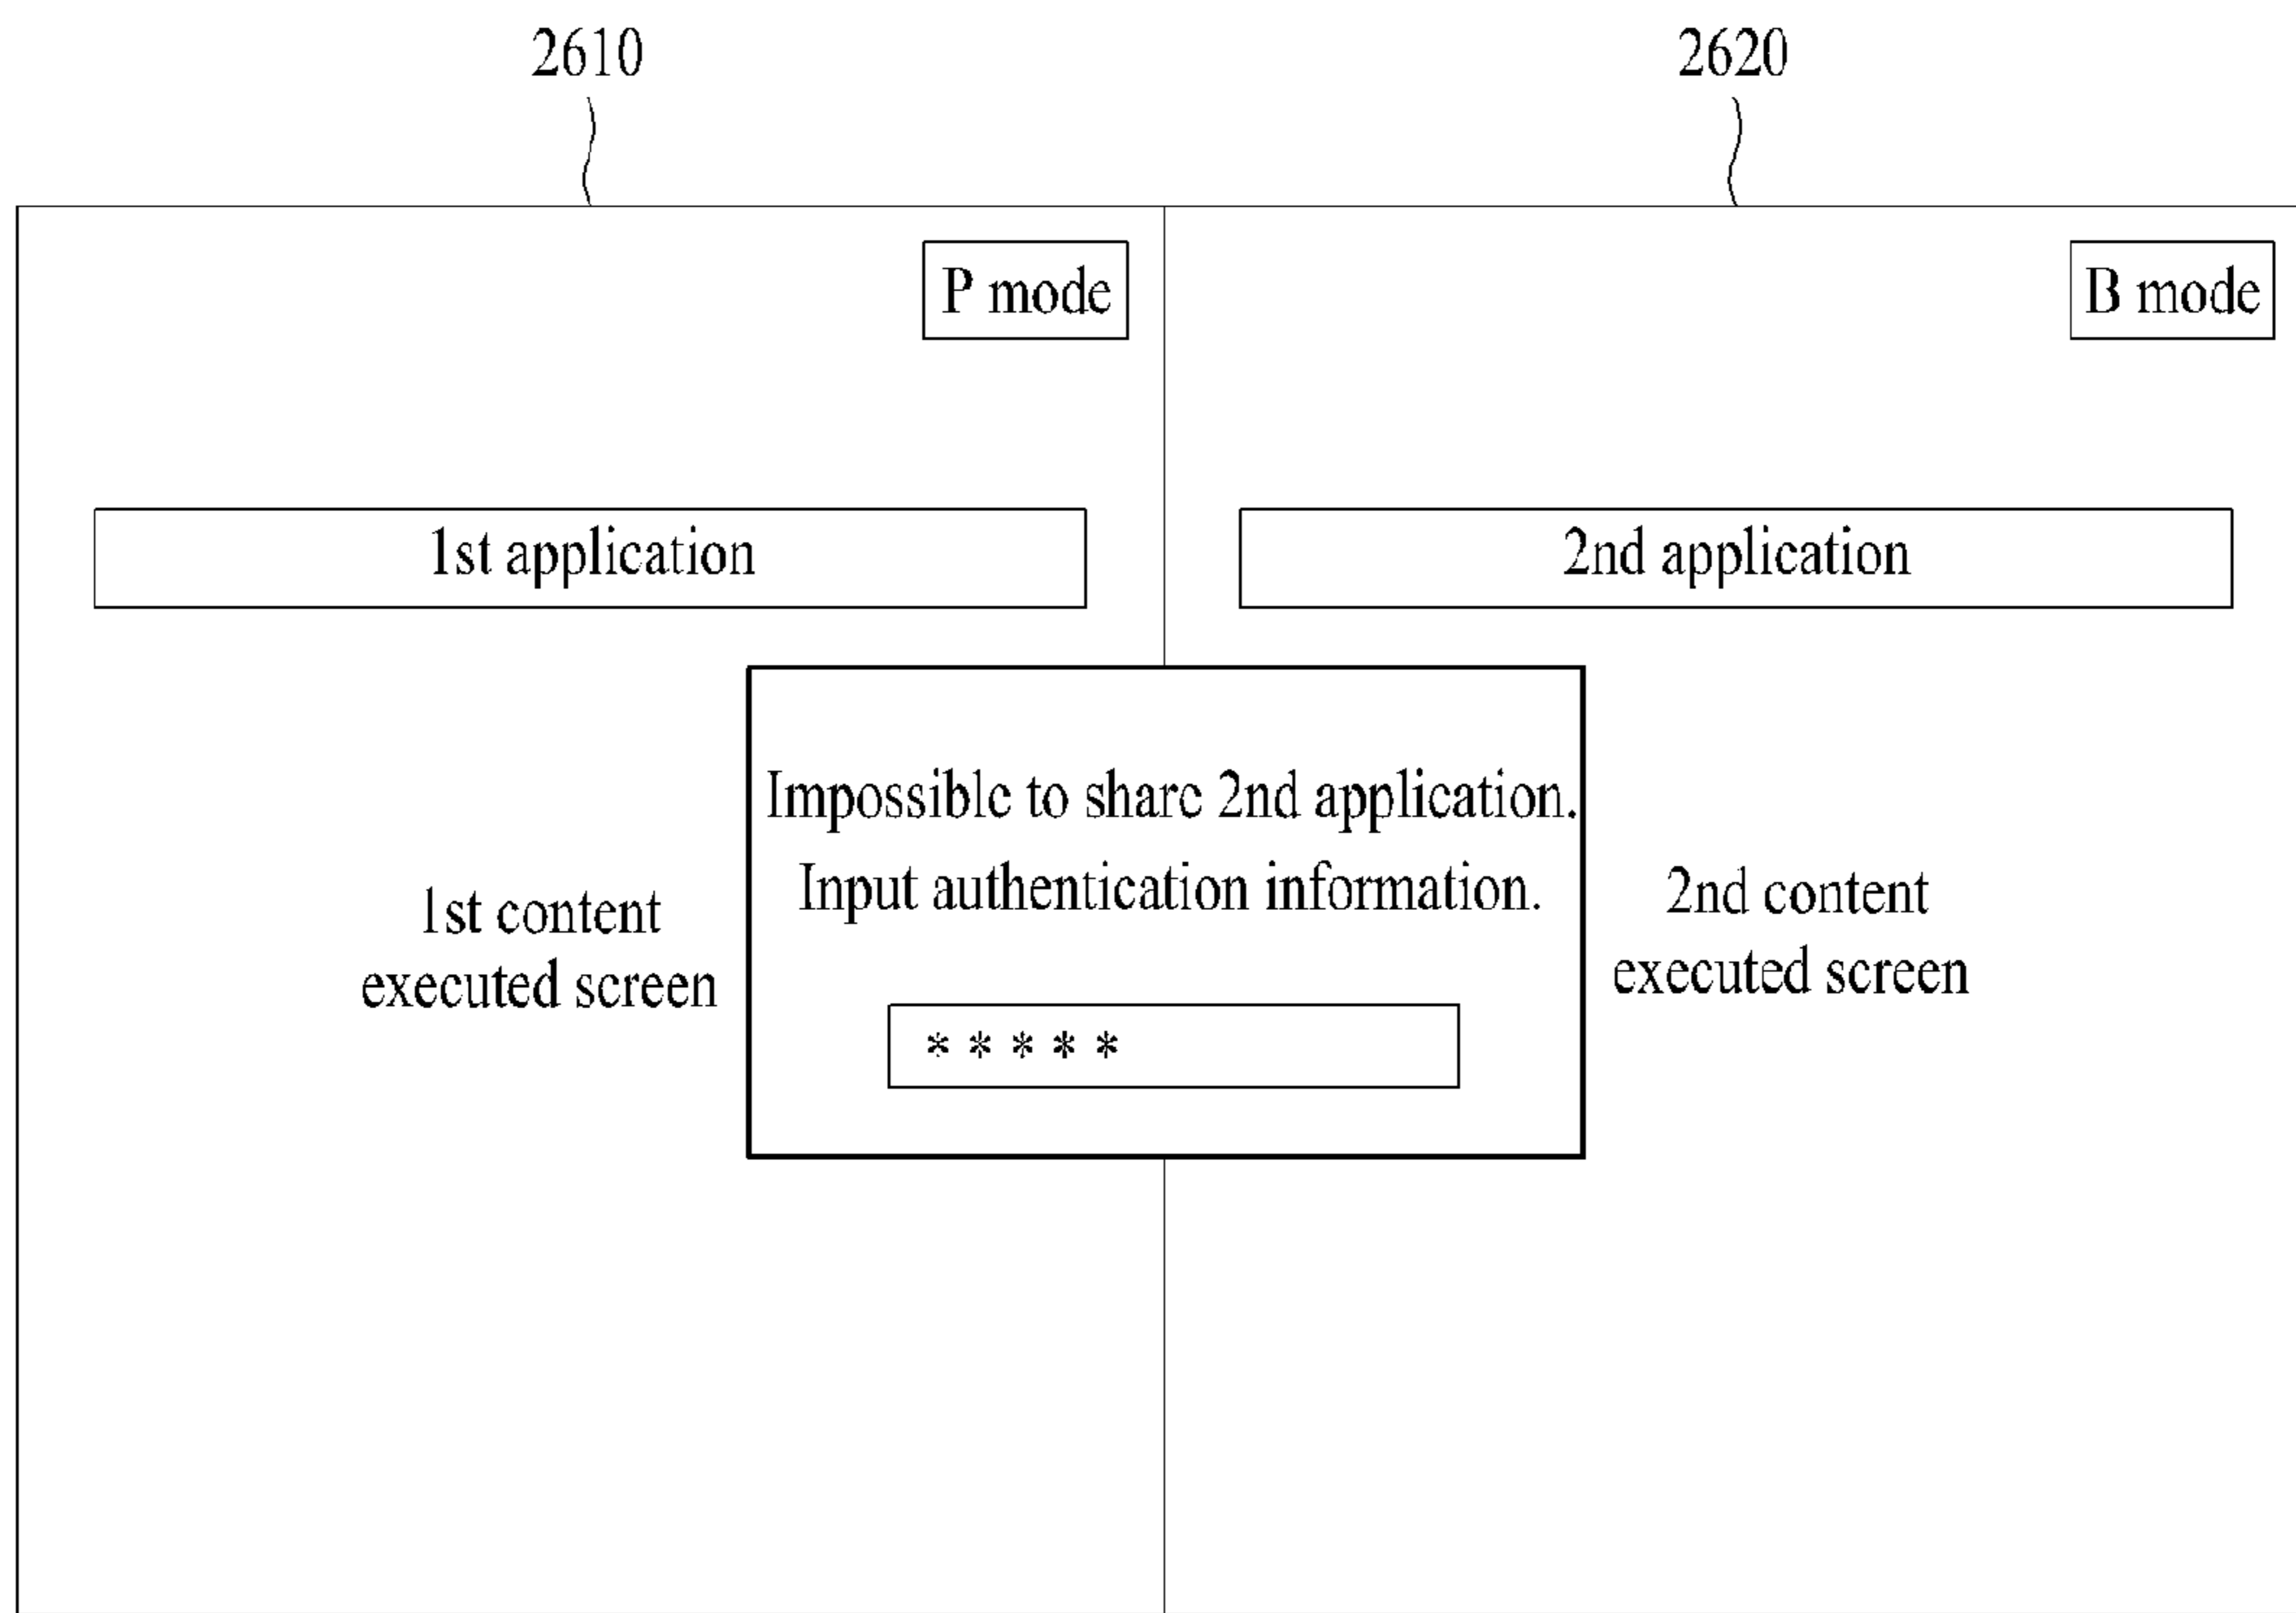 2610
2620
P mode
B mode
1st application
2nd application
Impossible to share 2nd application.
Input authentication information.
* * * * *
1st content
executed screen
2nd content
executed screen